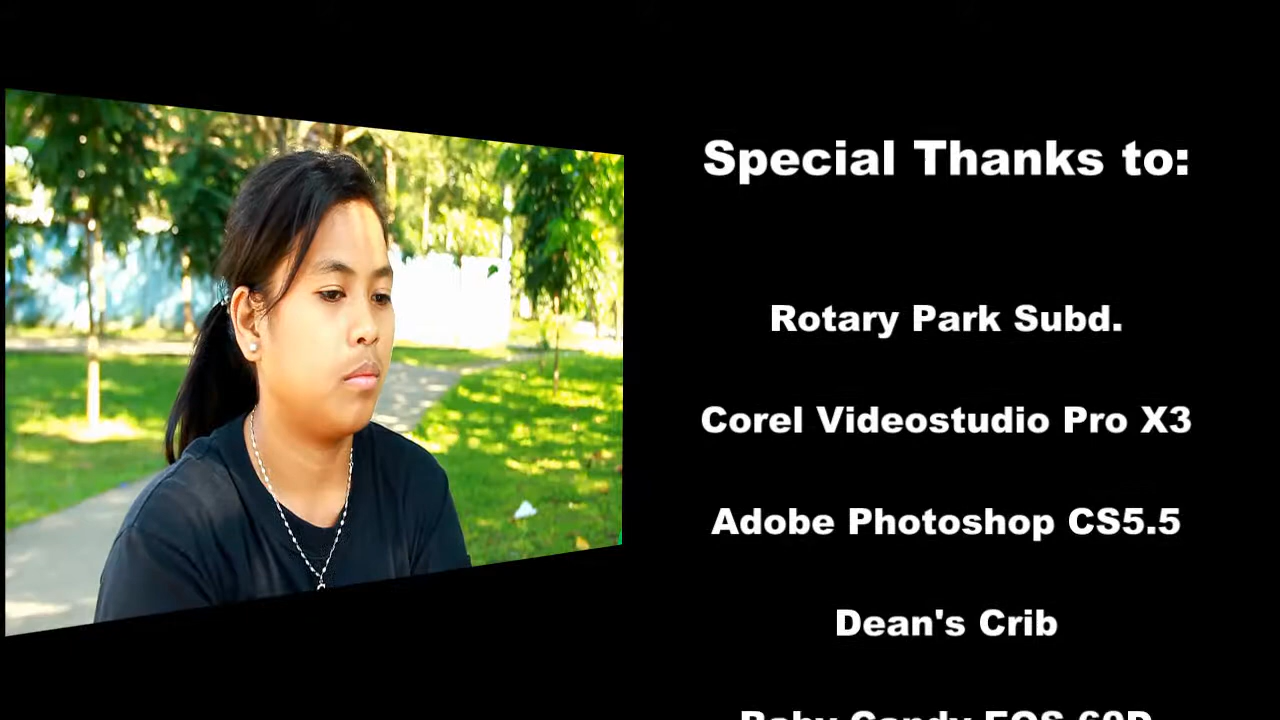 Special Thanks to:
Rotary Park Subd.
Corel Videostudio Pro X3
Adobe Photoshop CS5.5
Dean's Crib